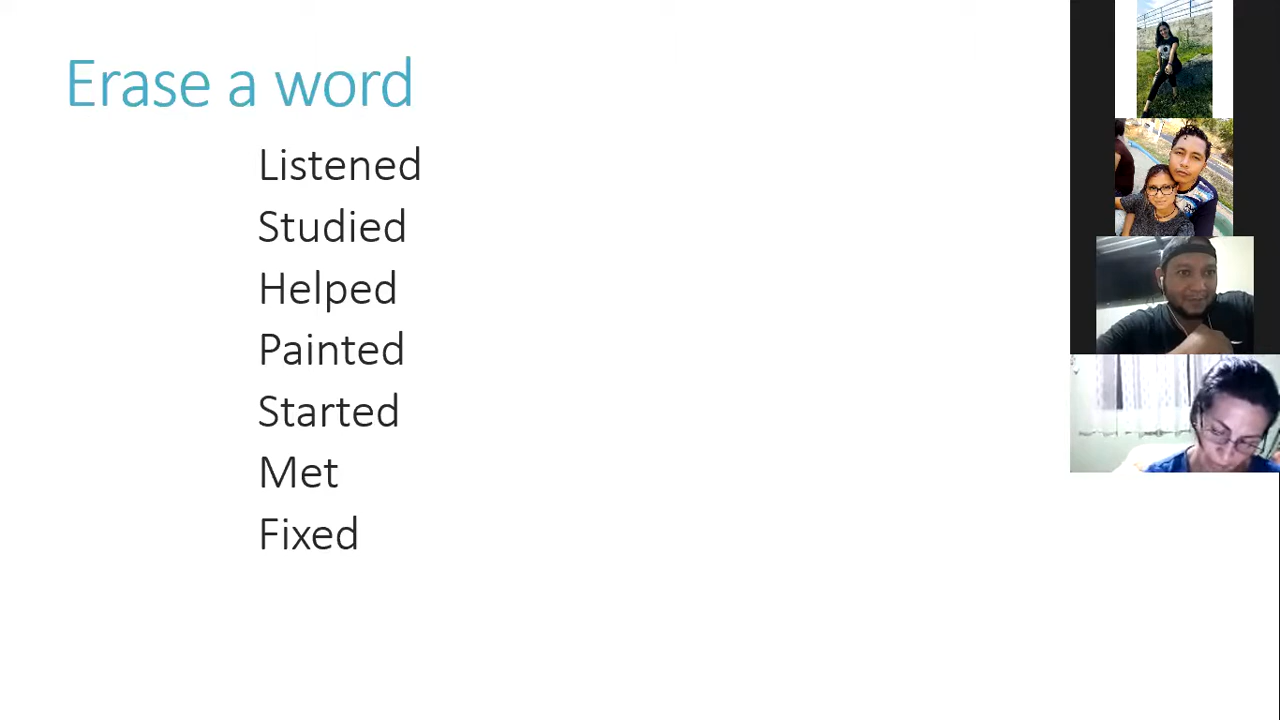 Erase a word
Listened
Studied
Helped
Painted
Started
Met
Fixed